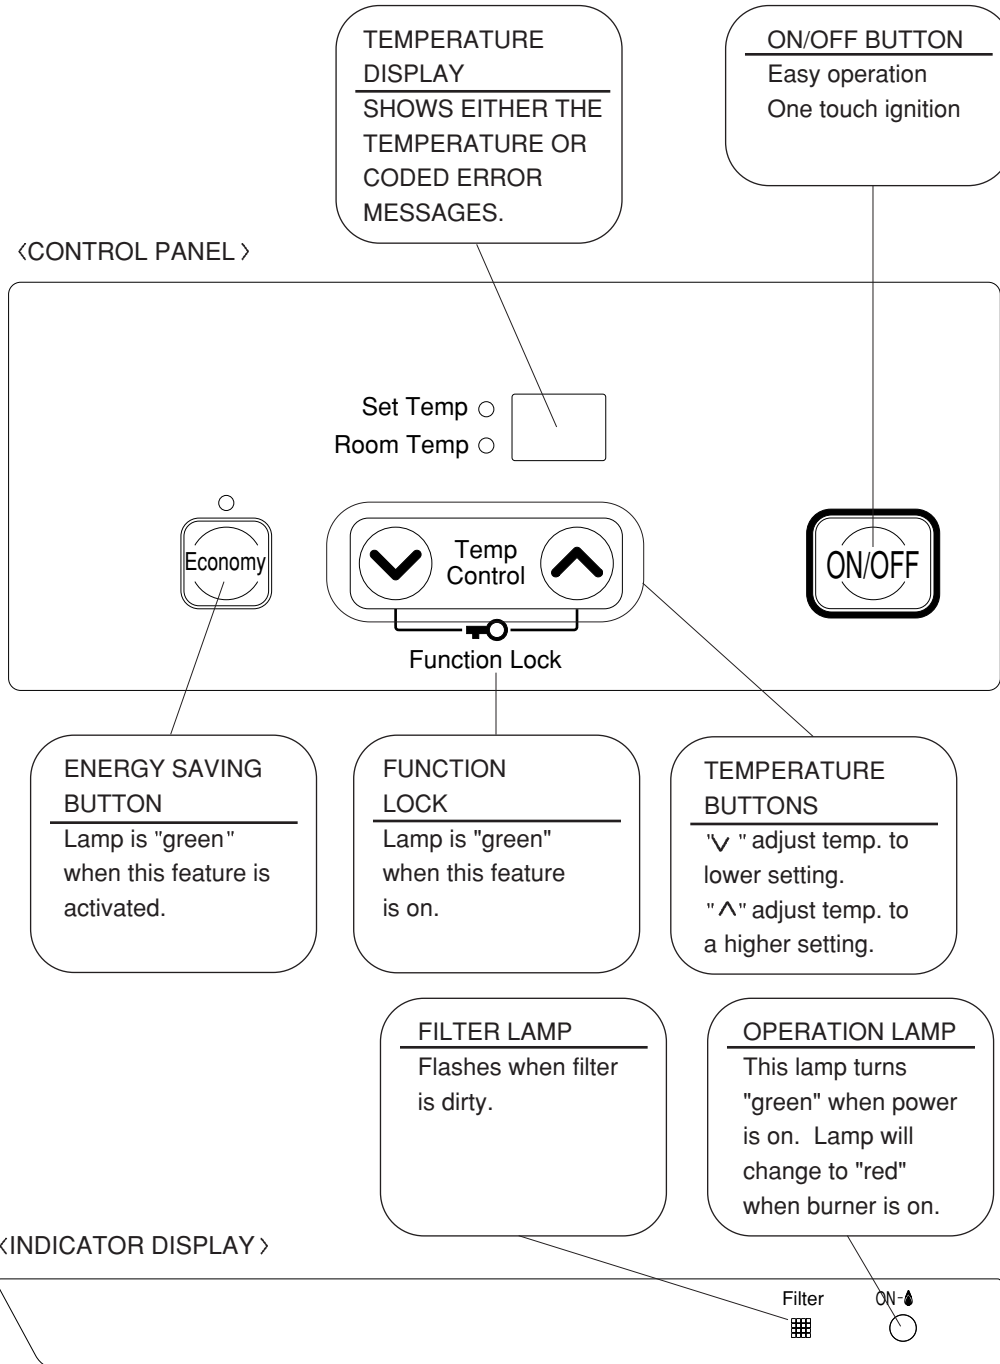 TEMPERATURE
DISPLAY
SHOWS EITHER THE
TEMPERATURE OR
CODED ERROR
MESSAGES.
ON/OFF BUTTON
Easy operation
One touch ignition
〈CONTROL PANEL〉
Set Temp
Room Temp
Economy
Temp
Control
ON/OFF
Function Lock
ENERGY SAVING
BUTTON
Lamp is "green"
when this feature is
activated.
FUNCTION
LOCK
Lamp is "green"
when this feature
is on.
TEMPERATURE
BUTTONS
"∨ " adjust temp. to
lower setting.
"∧" adjust temp. to
a higher setting.
FILTER LAMP
Flashes when filter
is dirty.
OPERATION LAMP
This lamp turns
"green" when power
is on. Lamp will
change to "red"
when burner is on.
〈INDICATOR DISPLAY〉
Filter
ON-